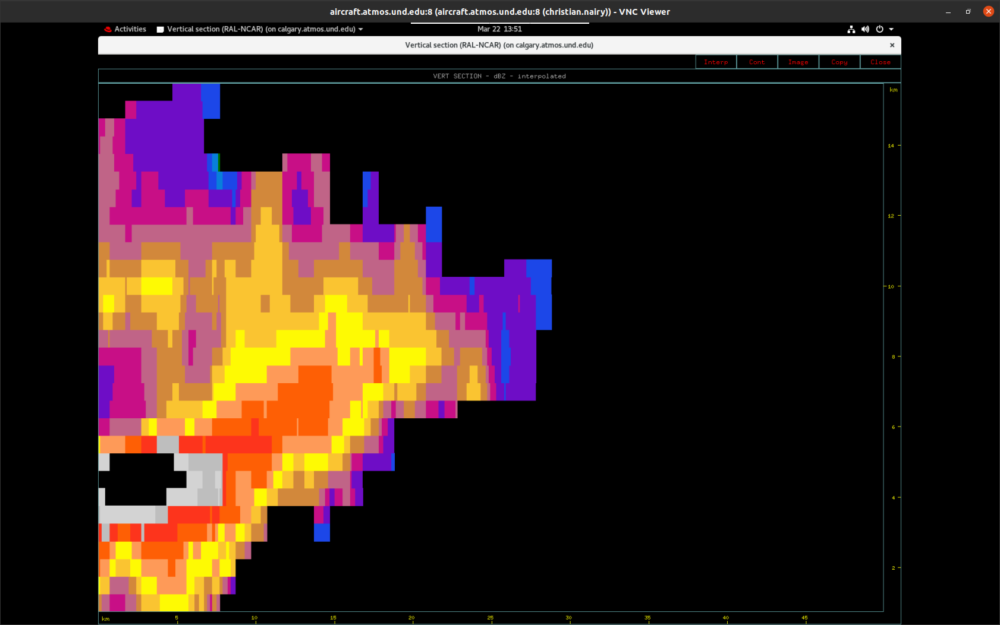 aircraft.atmos.und.edu:8 (aircraft.atmos.und.edu:8 (christian.nairy)) - VNC Viewer
Activities Vertical section (RAL-NCAR) (on calgary.atmos.und.edu) Mar 22 13:51
Vertical section (RAL-NCAR) (on calgary.atmos.und.edu)
Interp Cont Image Copy Close
VERT SECTION - dBZ - interpolated
km
14
12
10
8
6
4
2
km 5 10 15 20 25 30 35 40 45